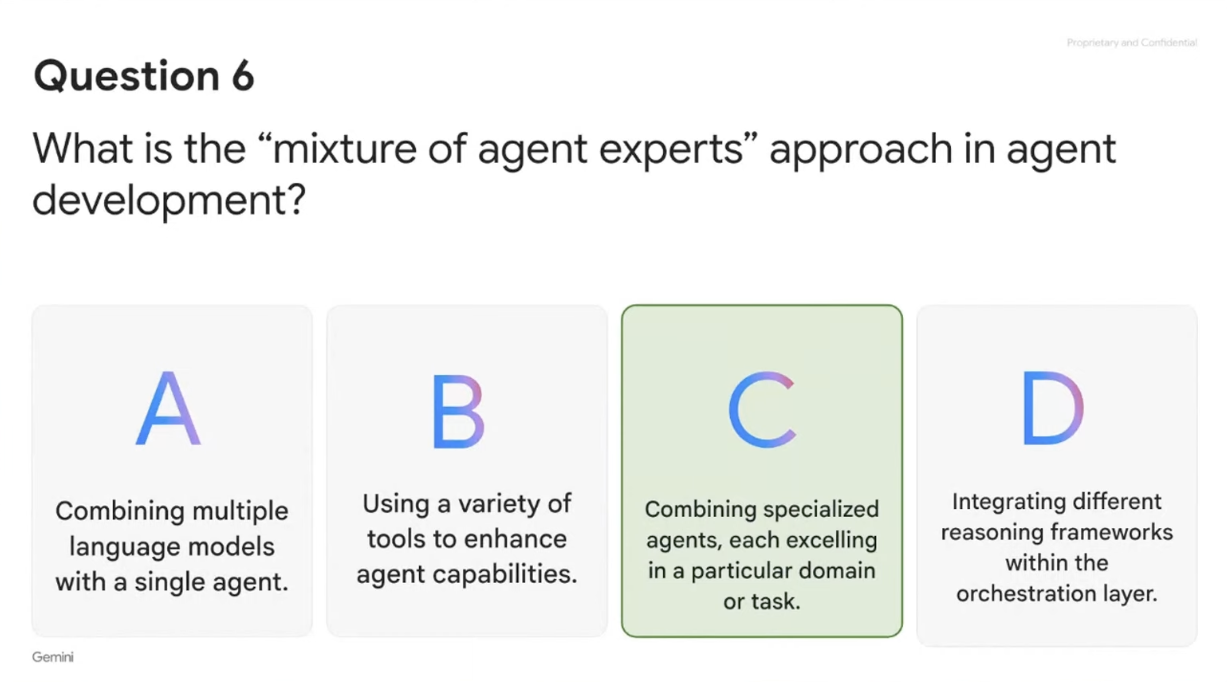 Proprietary and Confidential
Question 6
What is the “mixture of agent experts” approach in agent
development?
A
Combining multiple
language models
with a single agent.
B
Using a variety of
tools to enhance
agent capabilities.
C
Combining specialized
agents, each excelling
in a particular domain
or task.
D
Integrating different
reasoning frameworks
within the
orchestration layer.
Gemini